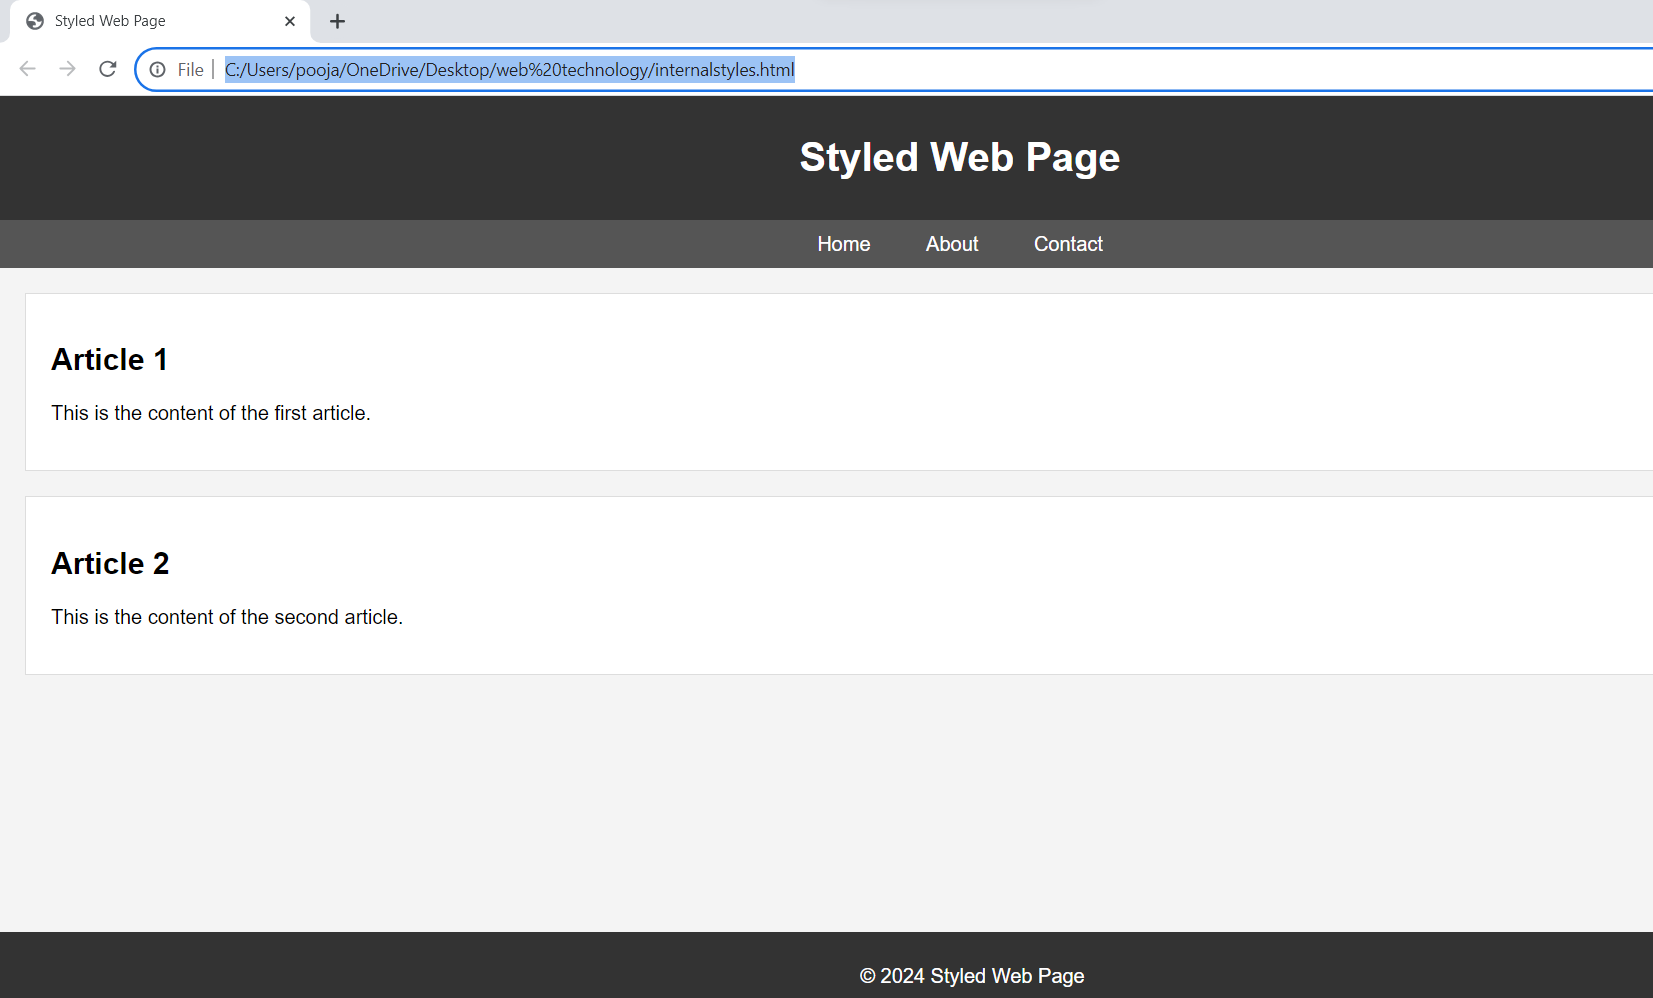 Styled Web Page
File | C:/Users/pooja/OneDrive/Desktop/web%20technology/internalstyles.html
Styled Web Page
Home About Contact
Article 1
This is the content of the first article.
Article 2
This is the content of the second article.
© 2024 Styled Web Page